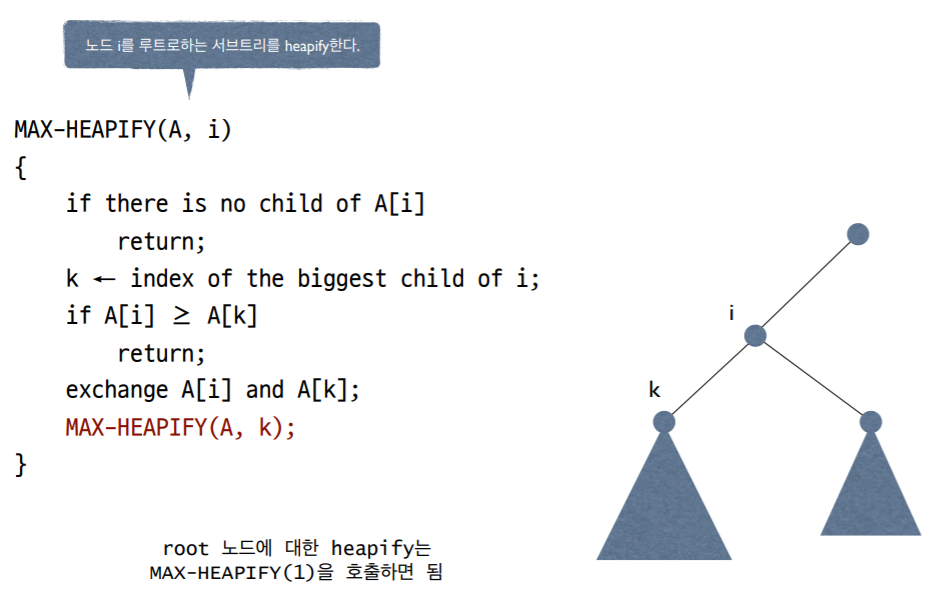 노드 i를 루트로하는 서브트리를 heapify한다.
MAX-HEAPIFY(A, i)
{
if there is no child of A[i]
return;
k ← index of the biggest child of i;
if A[i] ≥ A[k]
return;
exchange A[i] and A[k];
MAX-HEAPIFY(A, k);
}
i
k
root 노드에 대한 heapify는
MAX-HEAPIFY(1)을 호출하면 됨